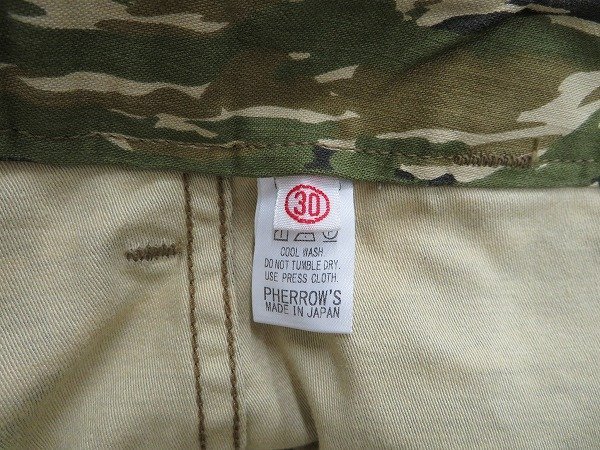 30
COOL WASH
DO NOT TUMBLE DRY.
USE PRESS CLOTH.
PHERROW'S
MADE IN JAPAN